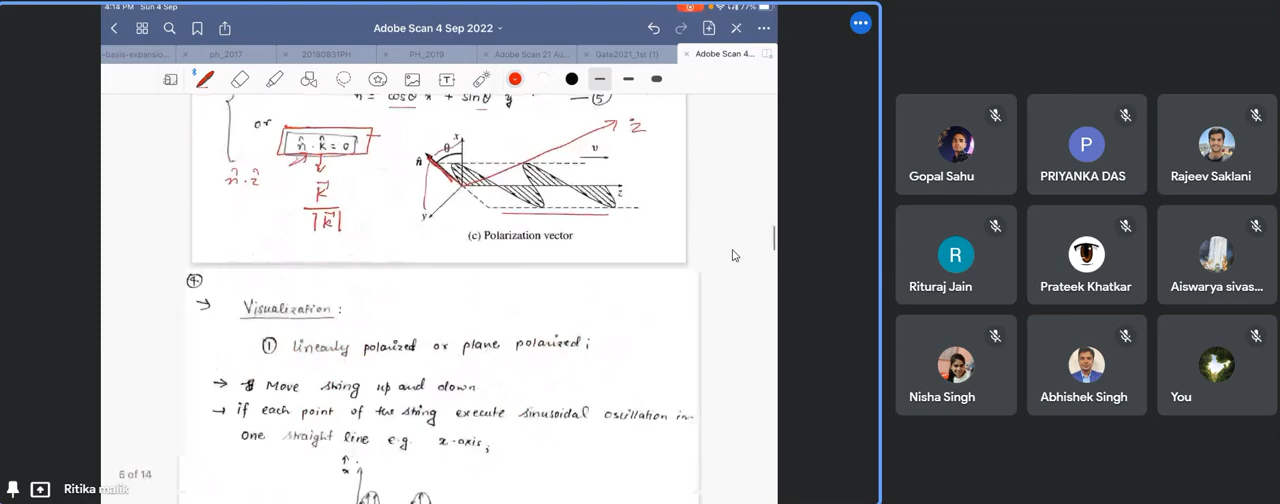 4:14 PM Sun 4 Sep
77%
Adobe Scan 4 Sep 2022
-basis-expansio...
ph_2017
20180831PH
PH_2019
Adobe Scan 21 Au...
Gate2021_1st (1)
Adobe Scan 4...
n̂ = cosθ x̂ + sinθ ŷ — ⑤
or
n̂ · k̂ = 0
n̂ · ẑ
k⃗
|k⃗|
x
θ
n̂
v
z
z
y
(c) Polarization vector
④
→ Visualization :
① linearly polarized or plane polarized ;
→ Move string up and down
→ if each point of the string execute sinusoidal oscillation in
one straight line e.g. x-axis;
x̂
6 of 14
Ritika malik
Gopal Sahu
P
PRIYANKA DAS
Rajeev Saklani
R
Rituraj Jain
Prateek Khatkar
Aiswarya sivas...
Nisha Singh
Abhishek Singh
You